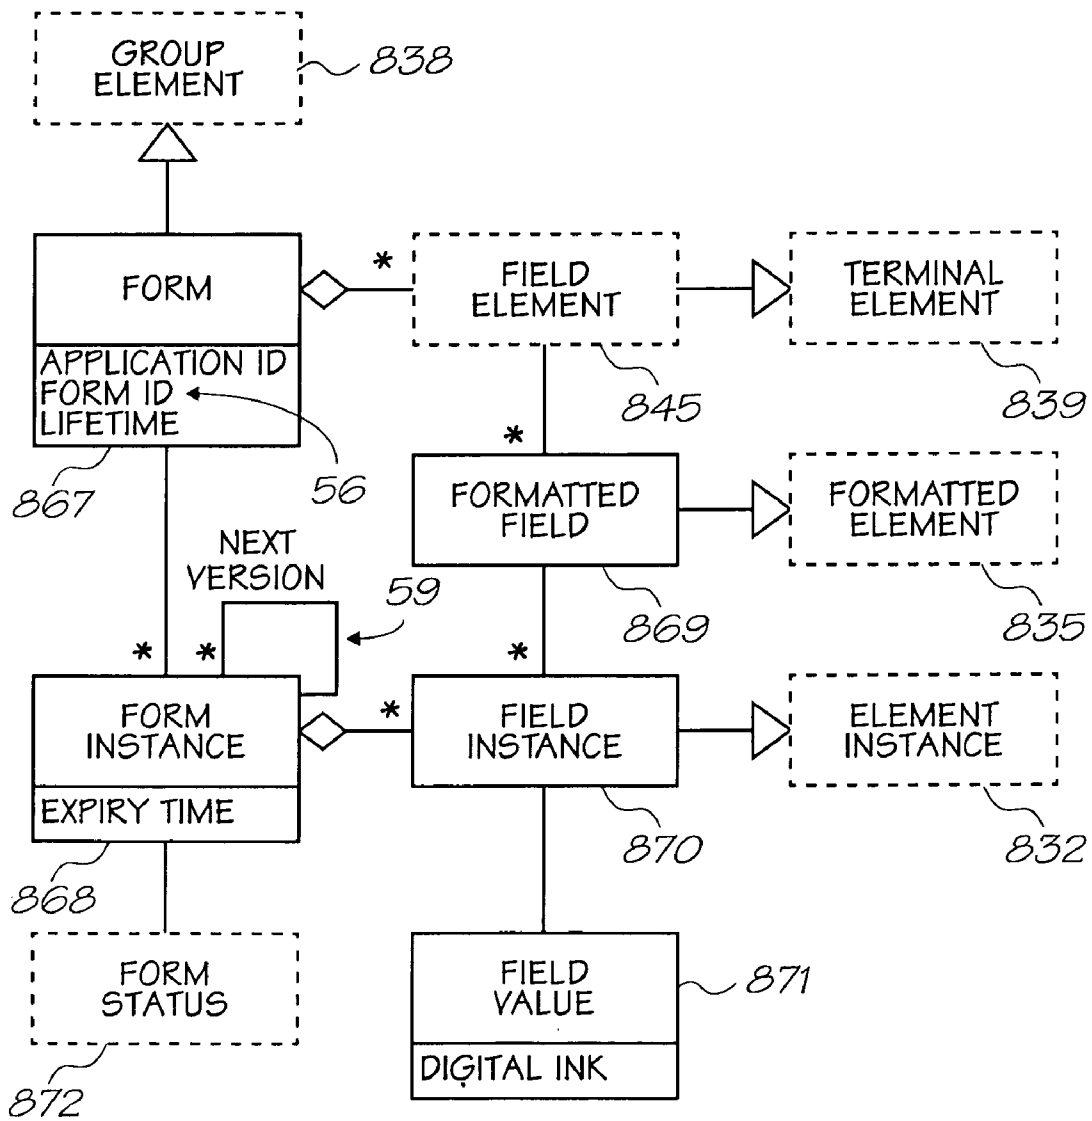 GROUP
ELEMENT
838
FORM
*
FIELD
ELEMENT
TERMINAL
ELEMENT
APPLICATION ID
FORM ID
LIFETIME
845
839
867
56
*
FORMATTED
FIELD
FORMATTED
ELEMENT
NEXT
VERSION
59
869
835
*
*
*
FORM
INSTANCE
*
FIELD
INSTANCE
ELEMENT
INSTANCE
EXPIRY TIME
870
832
868
FORM
STATUS
FIELD
VALUE
871
DIGITAL INK
872